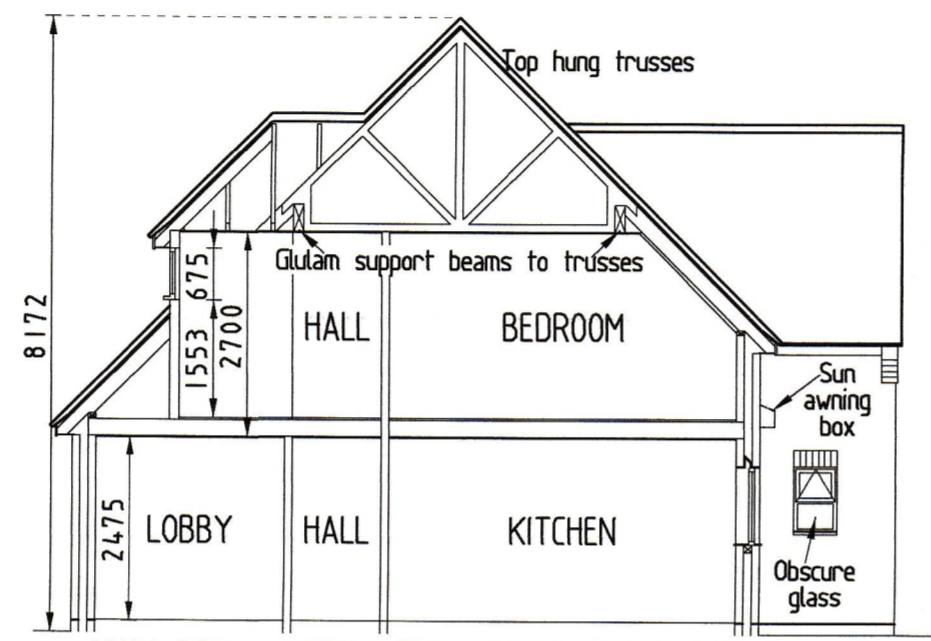 Top hung trusses
Glulam support beams to trusses
675
8172
1553
2700
HALL
BEDROOM
Sun
awning
box
2475
LOBBY
HALL
KITCHEN
Obscure
glass